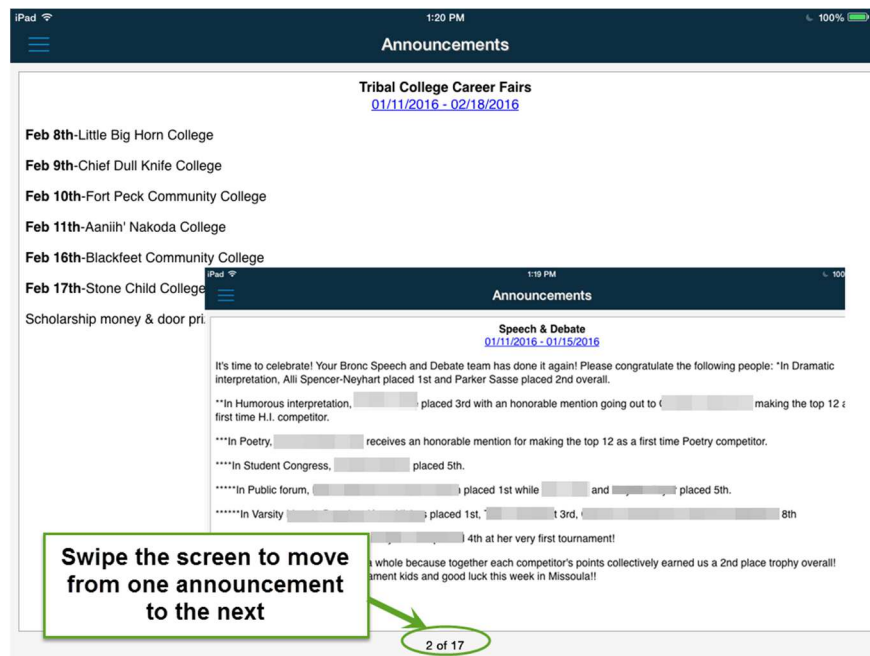 iPad 1:20 PM 100%
Announcements
Tribal College Career Fairs
01/11/2016 - 02/18/2016
Feb 8th-Little Big Horn College
Feb 9th-Chief Dull Knife College
Feb 10th-Fort Peck Community College
Feb 11th-Aaniih' Nakoda College
Feb 16th-Blackfeet Community College
Feb 17th-Stone Child College
Scholarship money & door pri
iPad 1:19 PM 100
Announcements
Speech & Debate
01/11/2016 - 01/15/2016
It's time to celebrate! Your Bronc Speech and Debate team has done it again! Please congratulate the following people: *In Dramatic
interpretation, Alli Spencer-Neyhart placed 1st and Parker Sasse placed 2nd overall.
**In Humorous interpretation, placed 3rd with an honorable mention going out to making the top 12
first time H.I. competitor.
***In Poetry, receives an honorable mention for making the top 12 as a first time Poetry competitor.
****In Student Congress, placed 5th.
*****In Public forum, placed 1st while and placed 5th.
******In Varsity placed 1st, 3rd, 8th
4th at her very first tournament!
whole because together each competitor's points collectively earned us a 2nd place trophy overall!
ament kids and good luck this week in Missoula!!
Swipe the screen to move
from one announcement
to the next
2 of 17